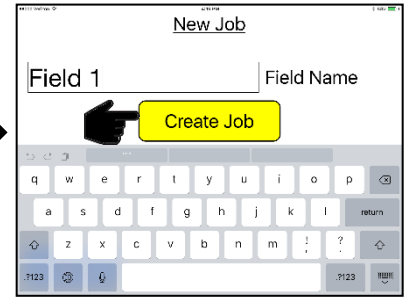 New Job
Field 1 Field Name
Create Job
q w e r t y u i o p
a s d f g h j k l return
z x c v b n m ! , ? .
.?123 .?123